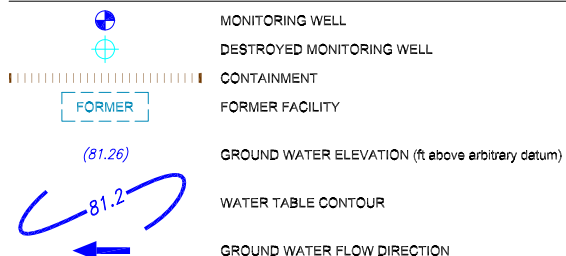 MONITORING WELL
DESTROYED MONITORING WELL
CONTAINMENT
FORMER FORMER FACILITY
(81.26) GROUND WATER ELEVATION (ft above arbitrary datum)
81.2 WATER TABLE CONTOUR
GROUND WATER FLOW DIRECTION